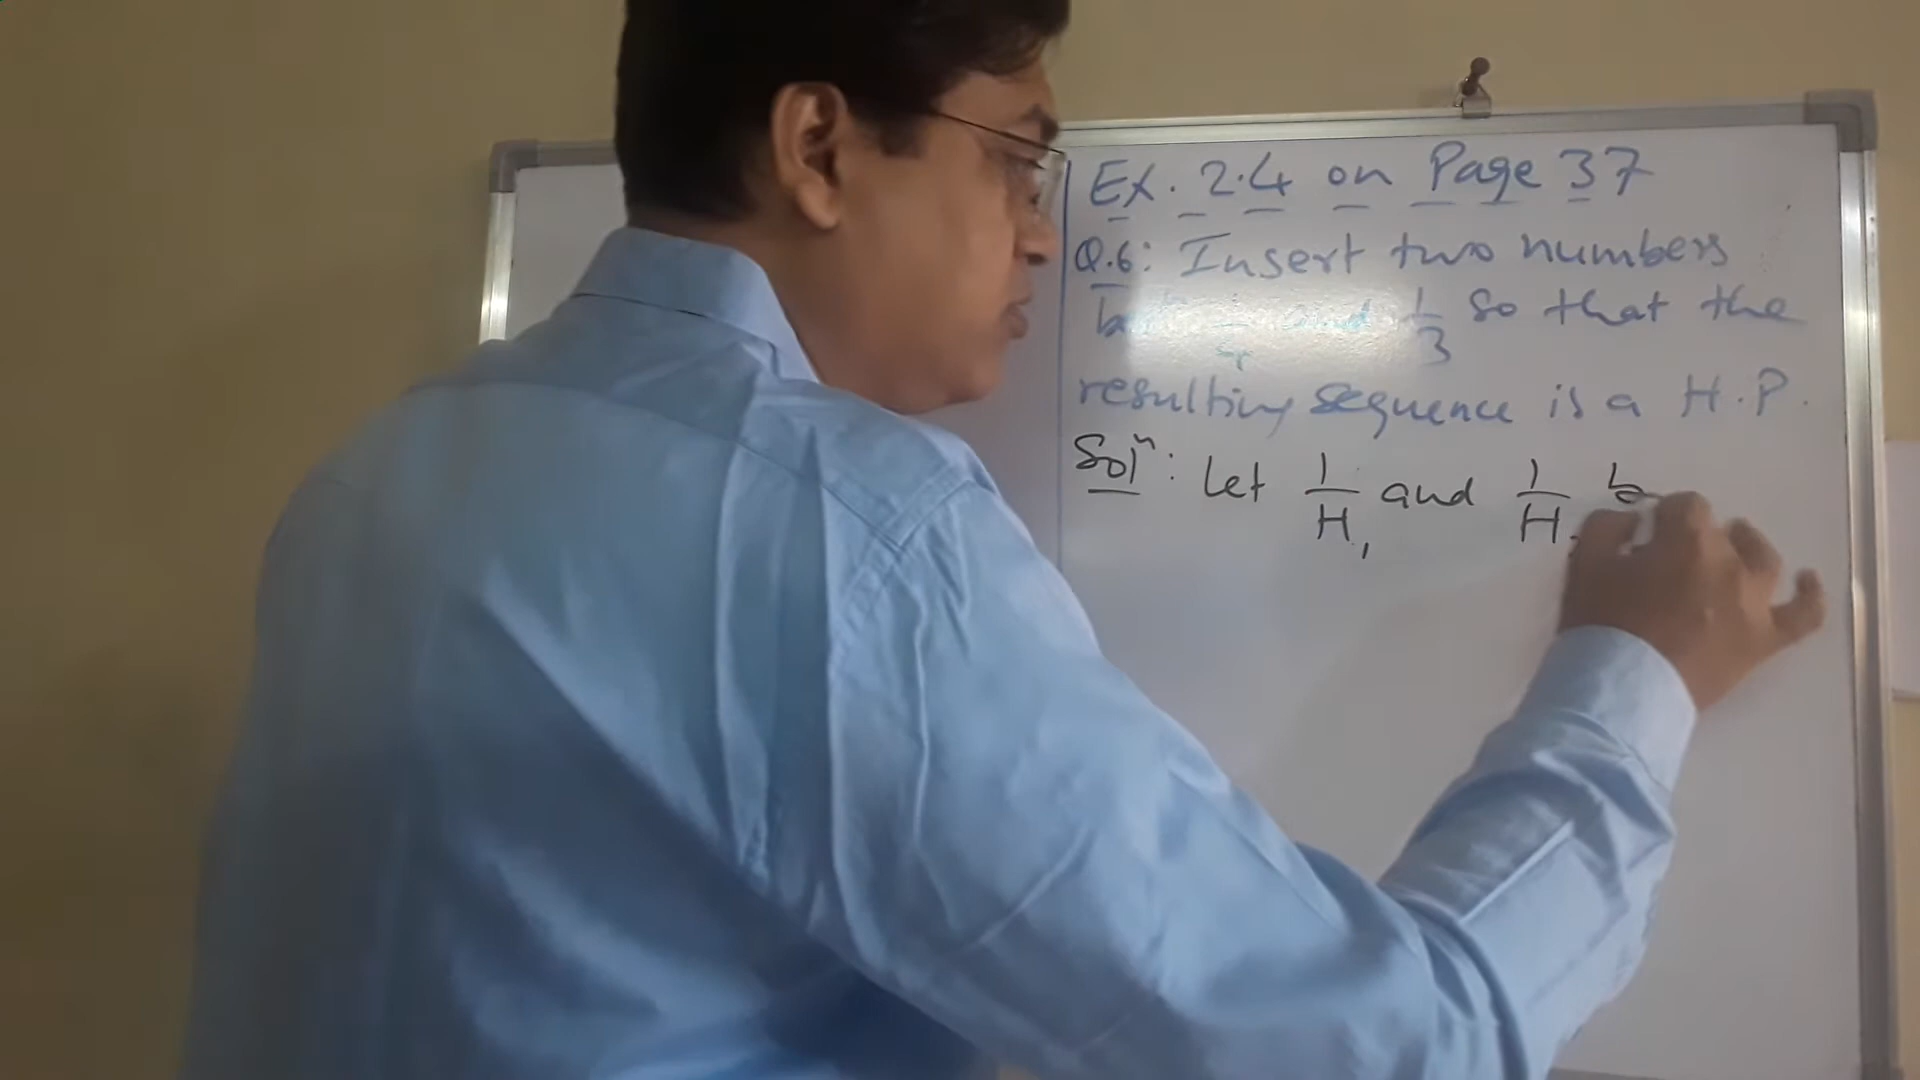 Ex. 2.4 on Page 37
Q.6: Insert two numbers
and 1/3 so that the
resulting sequence is a H.P.
Solⁿ: Let 1/H₁ and 1/H